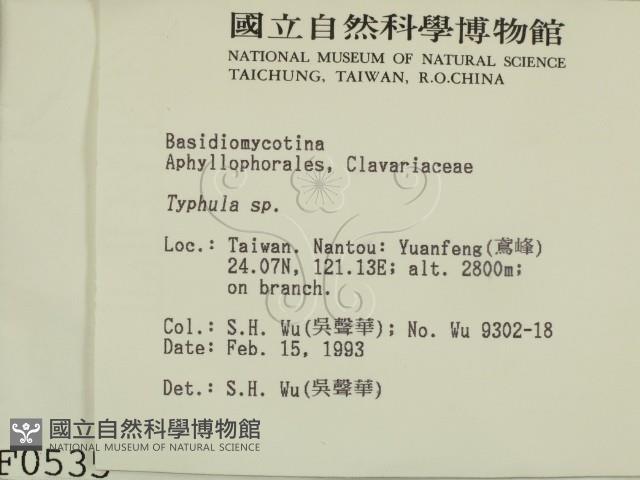 國立自然科學博物館
NATIONAL MUSEUM OF NATURAL SCIENCE
TAICHUNG, TAIWAN, R.O.CHINA
Basidiomycotina
Aphyllophorales, Clavariaceae
Typhula sp.
Loc.: Taiwan. Nantou: Yuanfeng(鳶峰)
24.07N, 121.13E; alt. 2800m;
on branch.
Col.: S.H. Wu(吳聲華); No. Wu 9302-18
Date: Feb. 15, 1993
Det.: S.H. Wu(吳聲華)
國立自然科學博物館
NATIONAL MUSEUM OF NATURAL SCIENCE